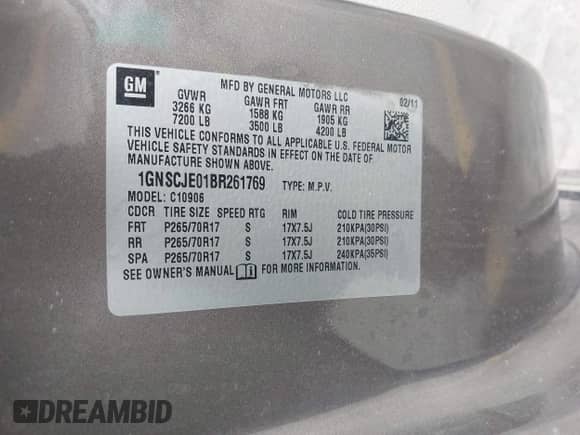 GM
MFD BY GENERAL MOTORS LLC
02/11
GVWR GAWR FRT GAWR RR
3266 KG 1588 KG 1905 KG
7200 LB 3500 LB 4200 LB
THIS VEHICLE CONFORMS TO ALL APPLICABLE U.S. FEDERAL MOTOR
VEHICLE SAFETY STANDARDS IN EFFECT ON THE DATE OF
MANUFACTURE SHOWN ABOVE.
1GNSCJE01BR261769 TYPE: M.P.V.
MODEL: C10906
CDCR TIRE SIZE SPEED RTG RIM COLD TIRE PRESSURE
FRT P265/70R17 S 17X7.5J 210KPA(30PSI)
RR P265/70R17 S 17X7.5J 210KPA(30PSI)
SPA P265/70R17 S 17X7.5J 240KPA(35PSI)
SEE OWNER'S MANUAL FOR MORE INFORMATION
DREAMBID